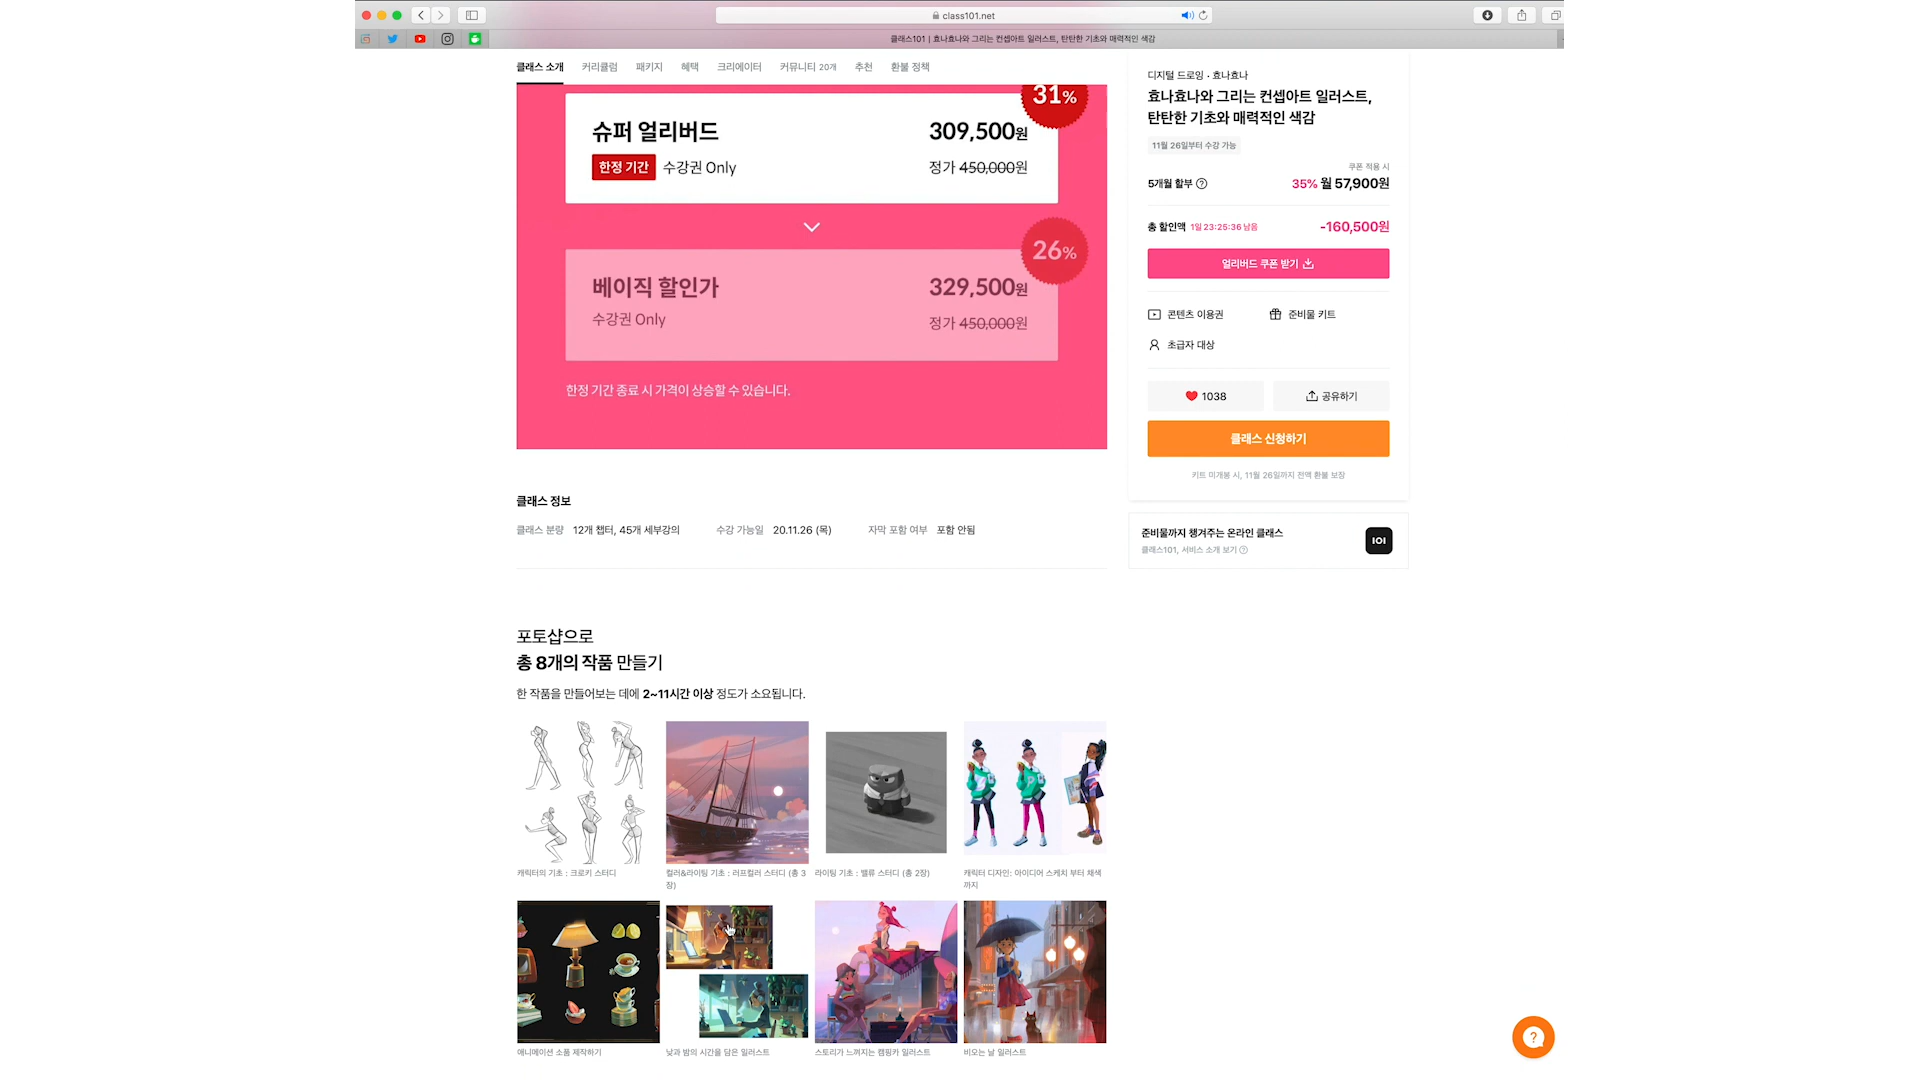 class101.net
클래스101 | 효나효나와 그리는 컨셉아트 일러스트, 탄탄한 기초와 매력적인 색감
클래스 소개 커리큘럼 패키지 혜택 크리에이터 커뮤니티 20개 추천 환불 정책
31%
슈퍼 얼리버드 309,500원
한정 기간 수강권 Only 정가 450,000원
26%
베이직 할인가 329,500원
수강권 Only 정가 450,000원
한정 기간 종료 시 가격이 상승할 수 있습니다.
클래스 정보
클래스 분량 12개 챕터, 45개 세부강의 수강 가능일 20.11.26 (목) 자막 포함 여부 포함 안됨
포토샵으로
총 8개의 작품 만들기
한 작품을 만들어보는 데에 2~11시간 이상 정도가 소요됩니다.
캐릭터의 기초 : 크로키 스터디
컬러&라이팅 기초 : 러프컬러 스터디 (총 3
장)
라이팅 기초 : 밸류 스터디 (총 2장)
캐릭터 디자인: 아이디어 스케치 부터 채색
까지
애니메이션 소품 제작하기
낮과 밤의 시간을 담은 일러스트
스토리가 느껴지는 캠핑카 일러스트
비오는 날 일러스트
디지털 드로잉 · 효나효나
효나효나와 그리는 컨셉아트 일러스트,
탄탄한 기초와 매력적인 색감
11월 26일부터 수강 가능
쿠폰 적용 시
5개월 할부 ? 35% 월 57,900원
총 할인액 1일 23:25:36 남음 -160,500원
얼리버드 쿠폰 받기
콘텐츠 이용권 준비물 키트
초급자 대상
1038 공유하기
클래스 신청하기
키트 미개봉 시, 11월 26일까지 전액 환불 보장
준비물까지 챙겨주는 온라인 클래스
클래스101, 서비스 소개 보기 ?
101
?